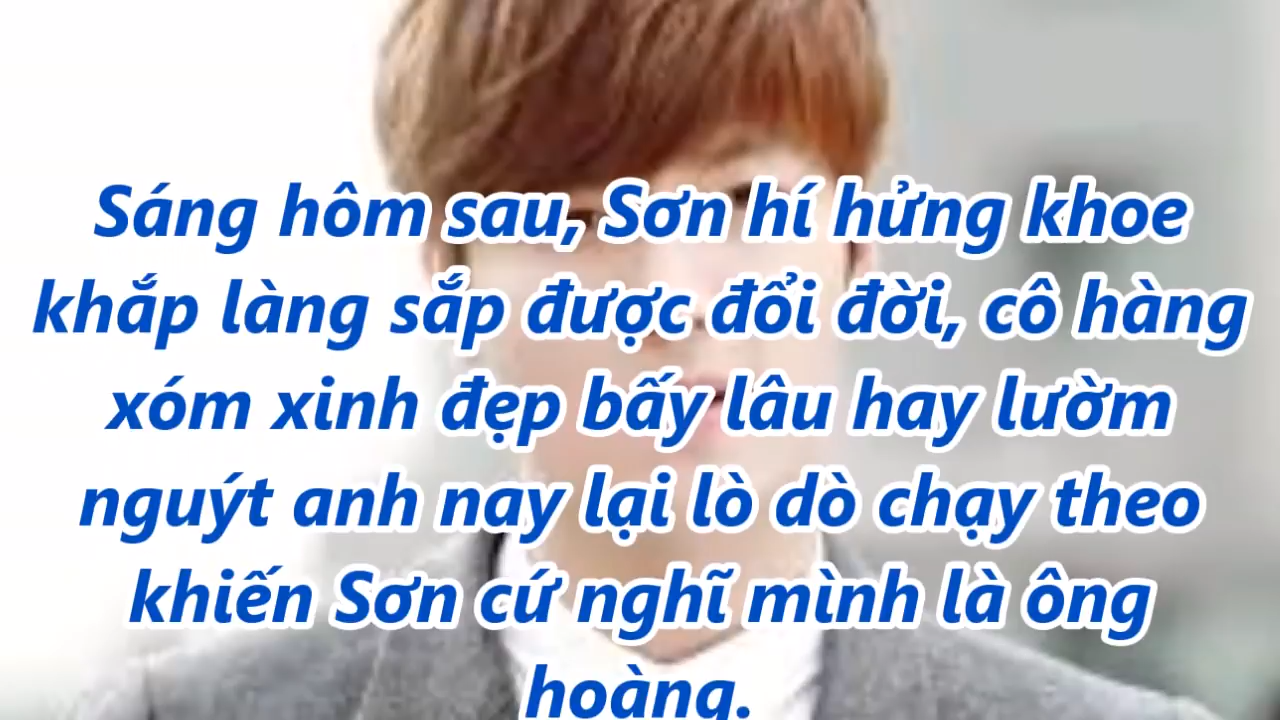 Sáng hôm sau, Sơn hí hửng khoe
khắp làng sắp được đổi đời, cô hàng
xóm xinh đẹp bấy lâu hay lườm
nguýt anh nay lại lò dò chạy theo
khiến Sơn cứ nghĩ mình là ông
hoàng.